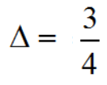 Δ = 3/4